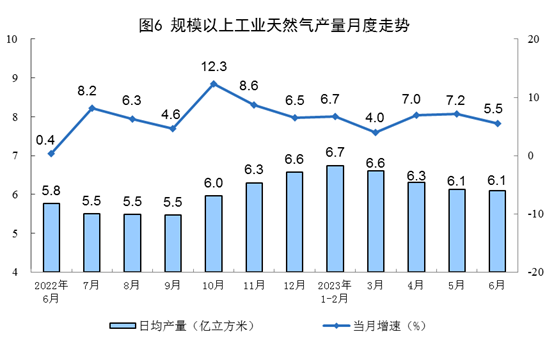 图6 规模以上工业天然气产量月度走势
10 20
12.3
9
8.2 8.6 10
8 6.3 6.5 6.7 7.0 7.2
4.6 4.0 5.5
7 0.4 6.7 0
6.6 6.6
6.3 6.3
6 5.8 6.0 6.1 6.1
5.5 5.5 5.5 -10
5
4 -20
2022年 7月 8月 9月 10月 11月 12月 2023年 3月 4月 5月 6月
6月 1-2月
日均产量（亿立方米） 当月增速（%）